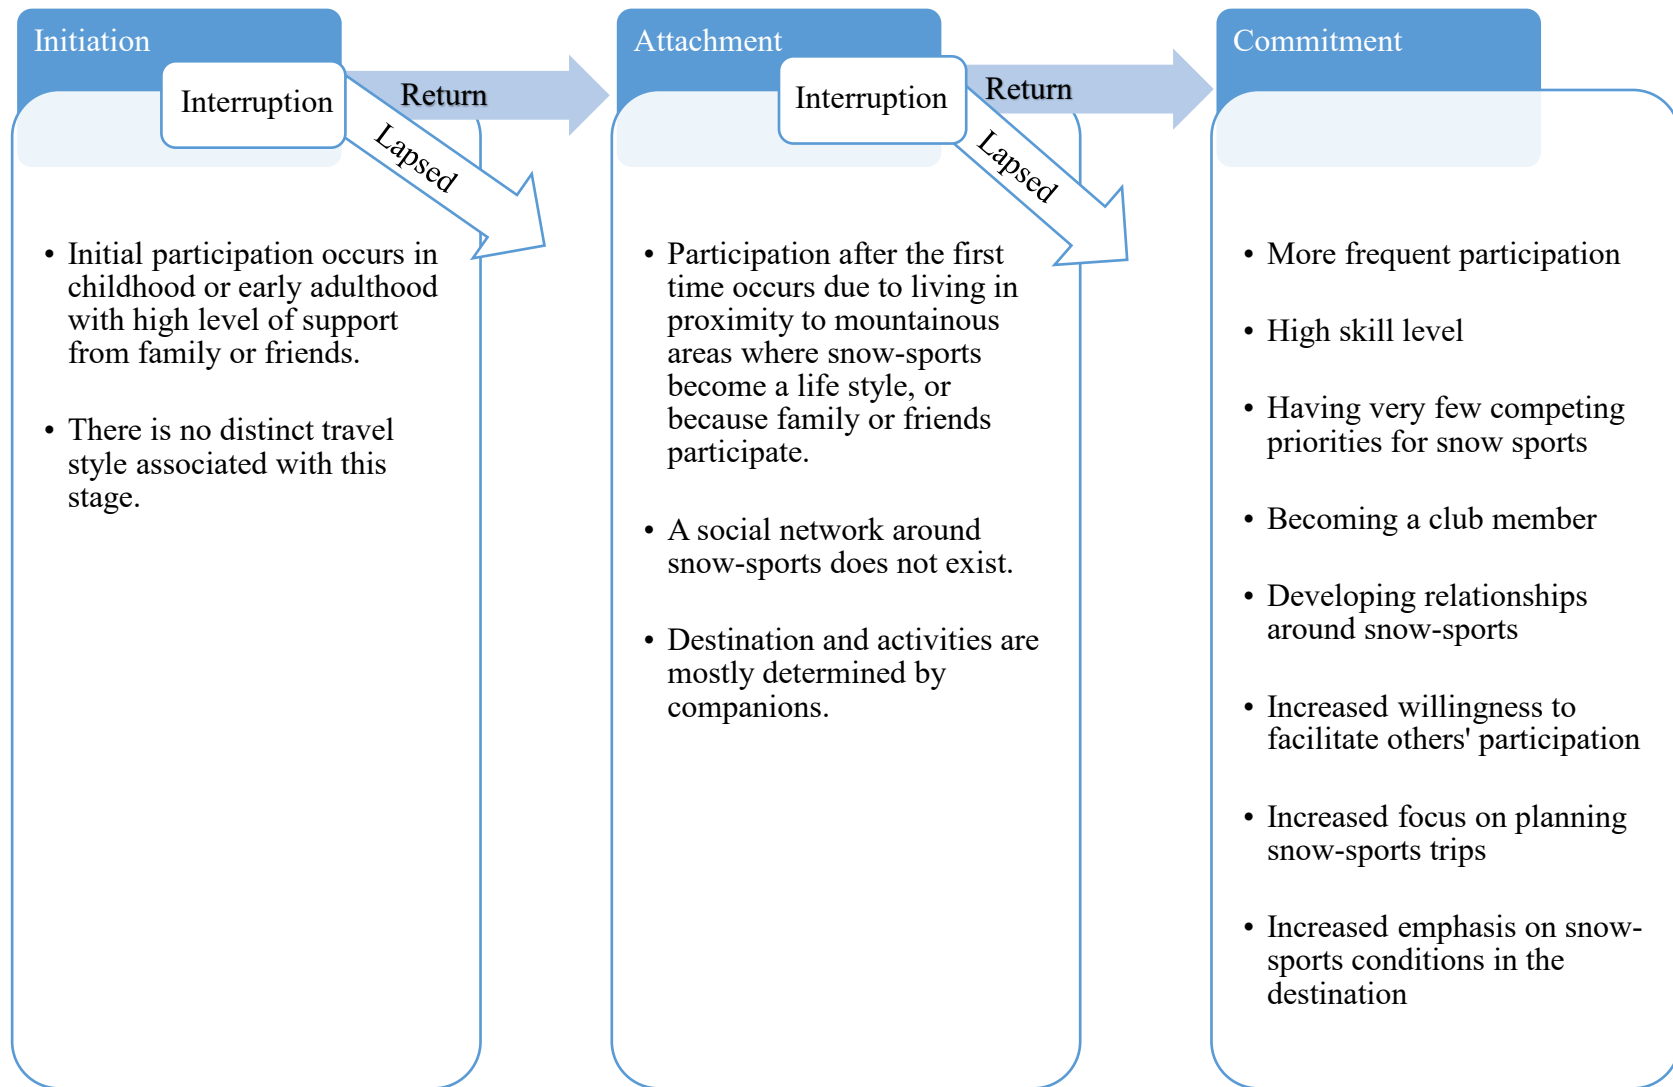 Initiation
Interruption
Return
Lapsed
• Initial participation occurs in
childhood or early adulthood
with high level of support
from family or friends.
• There is no distinct travel
style associated with this
stage.
Attachment
Interruption
Return
Lapsed
• Participation after the first
time occurs due to living in
proximity to mountainous
areas where snow-sports
become a life style, or
because family or friends
participate.
• A social network around
snow-sports does not exist.
• Destination and activities are
mostly determined by
companions.
Commitment
• More frequent participation
• High skill level
• Having very few competing
priorities for snow sports
• Becoming a club member
• Developing relationships
around snow-sports
• Increased willingness to
facilitate others' participation
• Increased focus on planning
snow-sports trips
• Increased emphasis on snow-
sports conditions in the
destination